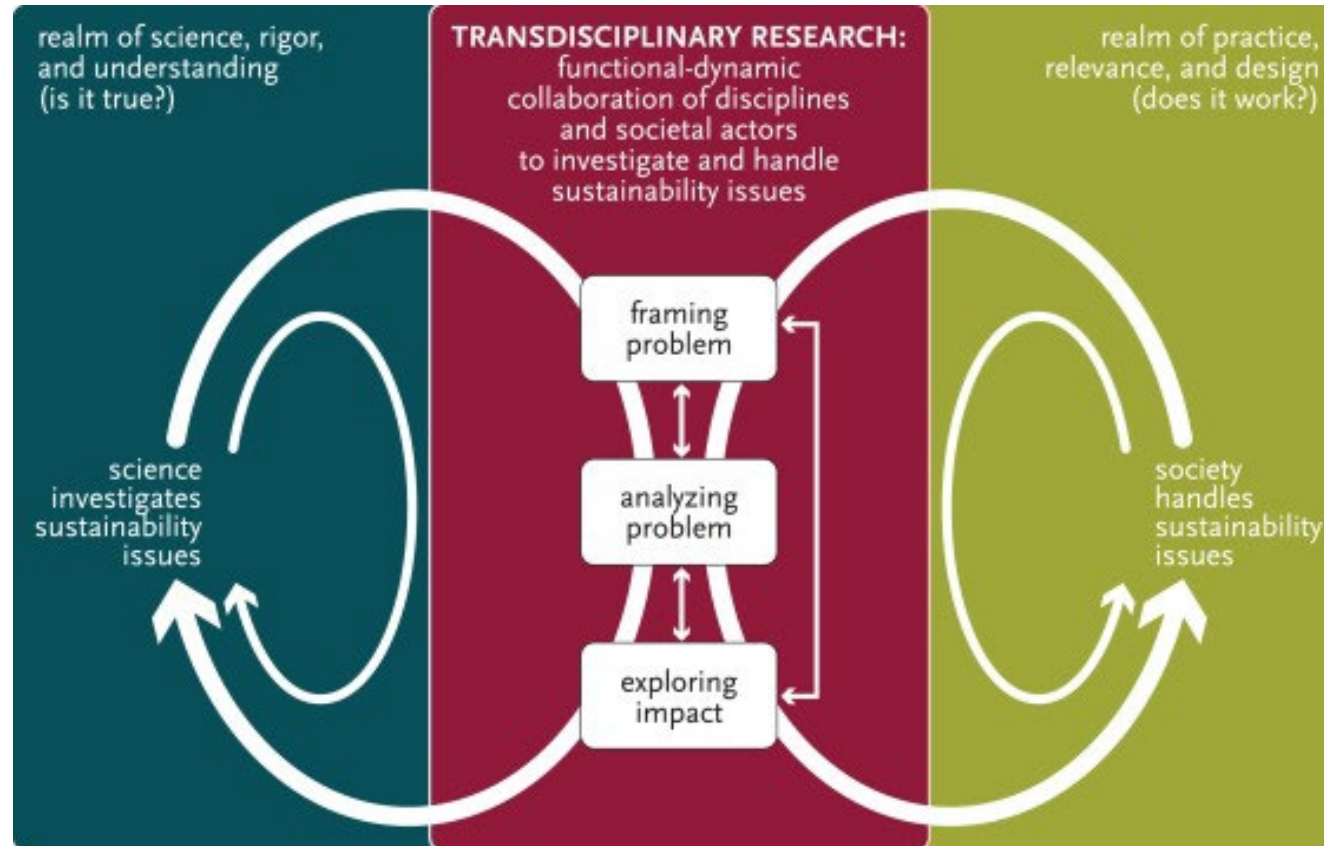 realm of science, rigor,
and understanding
(is it true?)
TRANSDISCIPLINARY RESEARCH:
functional-dynamic
collaboration of disciplines
and societal actors
to investigate and handle
sustainability issues
realm of practice,
relevance, and design
(does it work?)
framing
problem
analyzing
problem
exploring
impact
science
investigates
sustainability
issues
society
handles
sustainability
issues